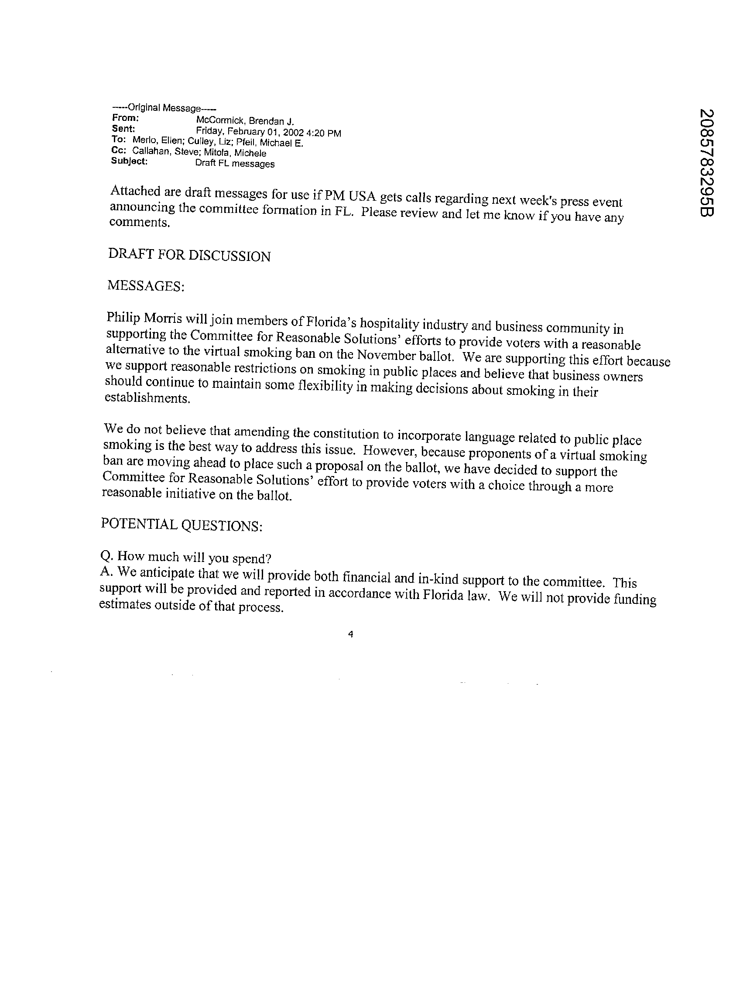 -----Original Message-----
From: McCormick, Brendan J.
Sent: Friday, February 01, 2002 4:20 PM
To: Merlo, Ellen; Culley, Liz; Pfeil, Michael E.
Cc: Callahan, Steve; Mitola, Michele
Subject: Draft FL messages
Attached are draft messages for use if PM USA gets calls regarding next week's press event
announcing the committee formation in FL. Please review and let me know if you have any
comments.
DRAFT FOR DISCUSSION
MESSAGES:
Philip Morris will join members of Florida's hospitality industry and business community in
supporting the Committee for Reasonable Solutions' efforts to provide voters with a reasonable
alternative to the virtual smoking ban on the November ballot. We are supporting this effort because
we support reasonable restrictions on smoking in public places and believe that business owners
should continue to maintain some flexibility in making decisions about smoking in their
establishments.
We do not believe that amending the constitution to incorporate language related to public place
smoking is the best way to address this issue. However, because proponents of a virtual smoking
ban are moving ahead to place such a proposal on the ballot, we have decided to support the
Committee for Reasonable Solutions' effort to provide voters with a choice through a more
reasonable initiative on the ballot.
POTENTIAL QUESTIONS:
Q. How much will you spend?
A. We anticipate that we will provide both financial and in-kind support to the committee. This
support will be provided and reported in accordance with Florida law. We will not provide funding
estimates outside of that process.
4
2085783295B